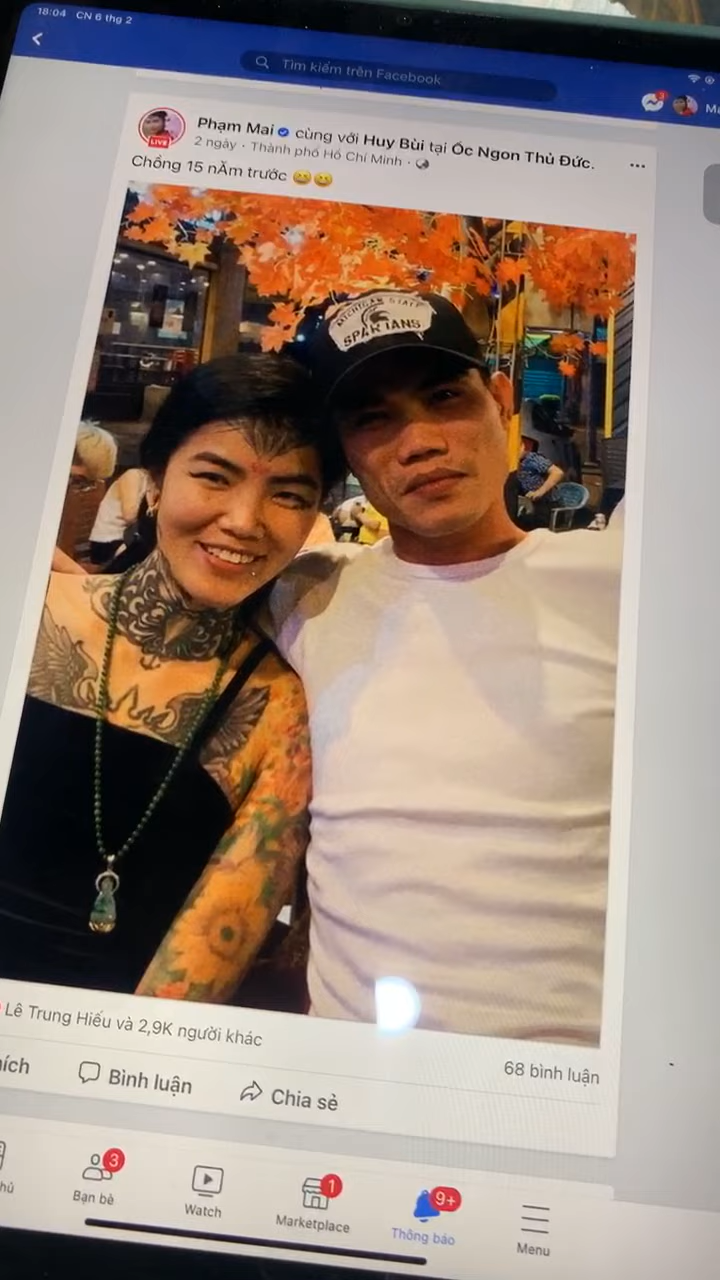 18:04 CN 6 thg 2
Tìm kiếm trên Facebook
3
LIVE
Phạm Mai cùng với Huy Bùi tại Ốc Ngon Thủ Đức.
2 ngày · Thành phố Hồ Chí Minh ·
Chồng 15 nĂm trước 😄😄
MICHIGAN STATE
SPARTANS
Lê Trung Hiếu và 2,9K người khác
68 bình luận
Bình luận
Chia sẻ
3
1
9+
Bạn bè
Watch
Marketplace
Thông báo
Menu